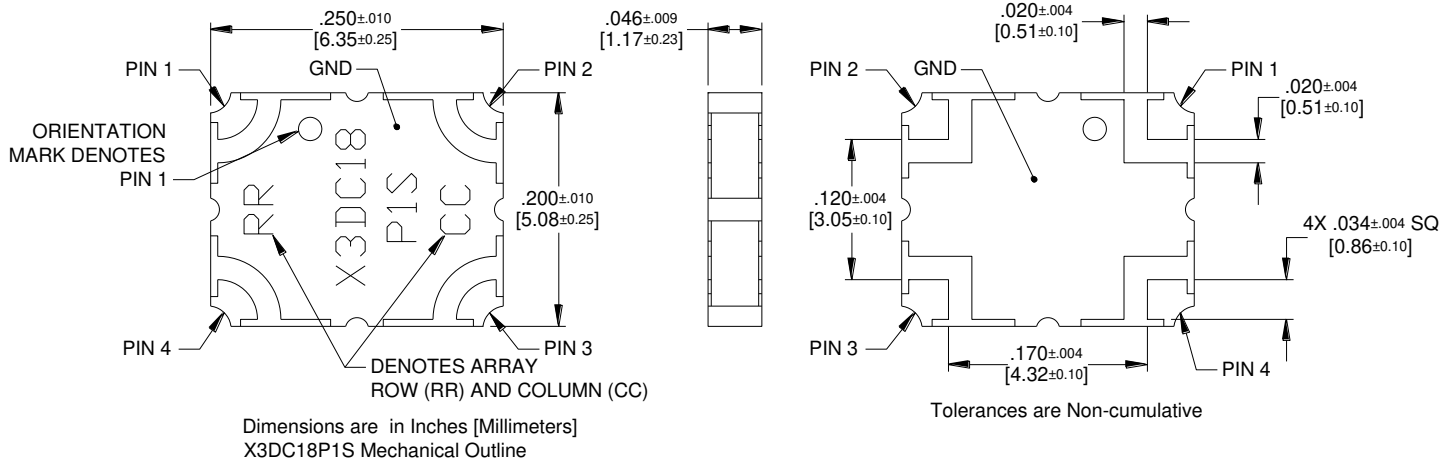 .250±.010
[6.35±0.25]
.046±.009
[1.17±0.23]
.020±.004
[0.51±0.10]
PIN 1
GND
PIN 2
PIN 2
GND
PIN 1
.020±.004
[0.51±0.10]
ORIENTATION
MARK DENOTES
PIN 1
RR
X3DC18
P1S
CC
.200±.010
[5.08±0.25]
.120±.004
[3.05±0.10]
4X .034±.004 SQ
[0.86±0.10]
PIN 4
PIN 3
DENOTES ARRAY
ROW (RR) AND COLUMN (CC)
PIN 3
.170±.004
[4.32±0.10]
PIN 4
Dimensions are in Inches [Millimeters]
X3DC18P1S Mechanical Outline
Tolerances are Non-cumulative